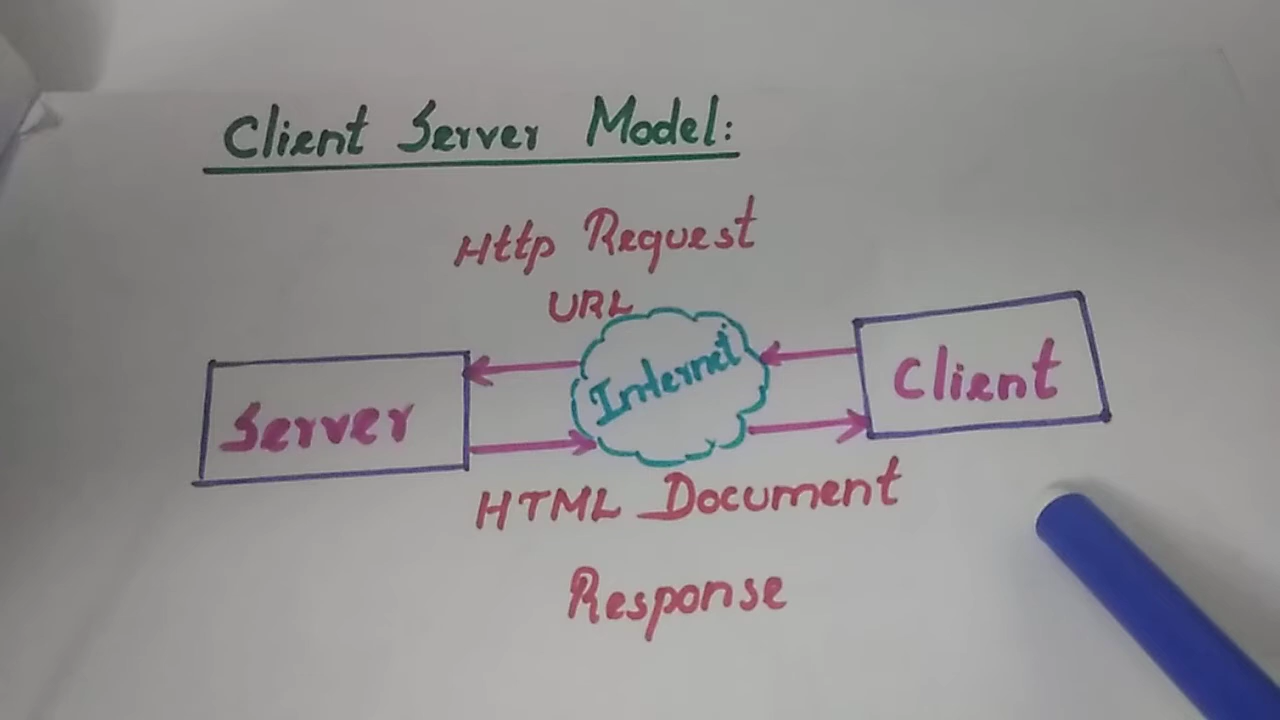 Client Server Model:
Http Request
URL
Internet
Client
Server
HTML Document
Response